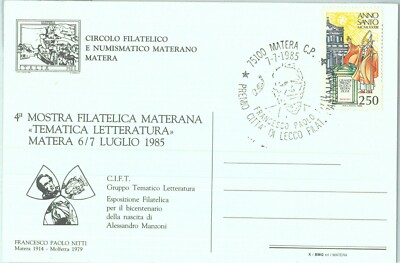 CIRCOLO FILATELICO
E NUMISMATICO MATERANO
MATERA
75100 MATERA C.P.
7-7-1985
FRANCESCO PAOLO
PREMIO CITTA' DI LECCO
ANNO
SANTO
250
4ª MOSTRA FILATELICA MATERANA
«TEMATICA LETTERATURA»
MATERA 6/7 LUGLIO 1985
C.I.F.T.
Gruppo Tematico Letteratura
Esposizione Filatelica
per il bicentenario
della nascita di
Alessandro Manzoni
FRANCESCO PAOLO NITTI
Matera 1914 - Molfetta 1979